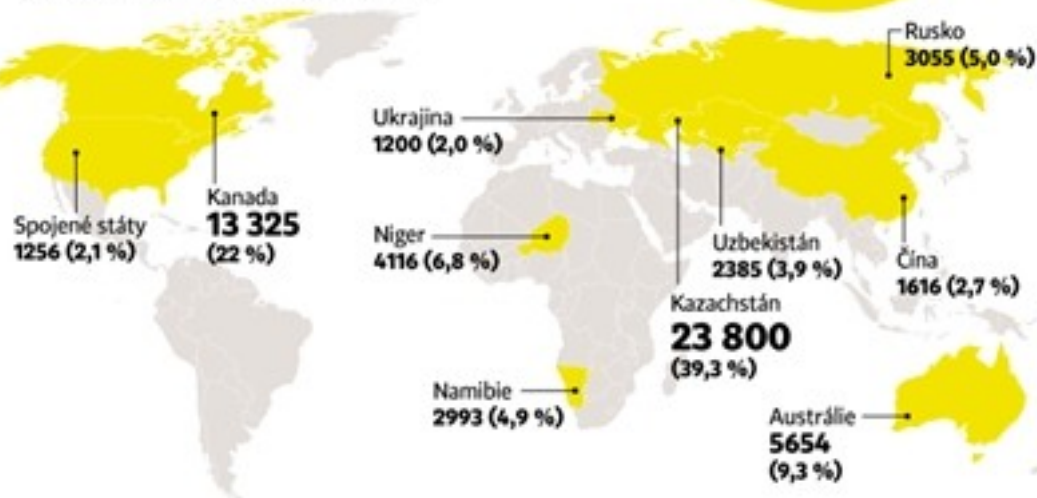 Rusko
3055 (5,0 %)
Ukrajina
1200 (2,0 %)
Spojené státy
1256 (2,1 %)
Kanada
13 325
(22 %)
Niger
4116 (6,8 %)
Uzbekistán
2385 (3,9 %)
Čína
1616 (2,7 %)
Kazachstán
23 800
(39,3 %)
Namibie
2993 (4,9 %)
Austrálie
5654
(9,3 %)